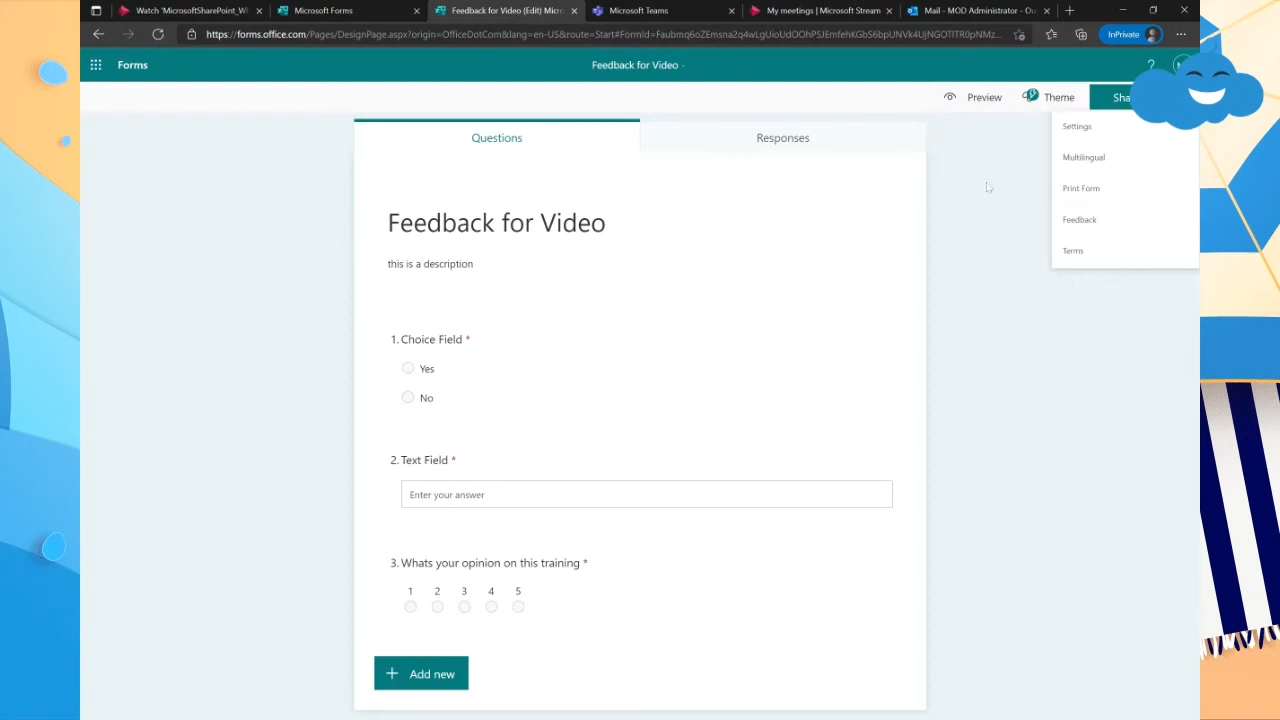 Watch 'MicrosoftSharePoint_W
Microsoft Forms
Feedback for Video (Edit) Micr
Microsoft Teams
My meetings | Microsoft Stream
Mail - MOD Administrator - Ou
InPrivate
Forms
Feedback for Video
?
Preview
Theme
Sha
Settings
Multilingual
Print Form
Feedback
Terms
Questions
Responses
Feedback for Video
this is a description
1. Choice Field *
Yes
No
2. Text Field *
Enter your answer
3. Whats your opinion on this training *
1 2 3 4 5
+ Add new